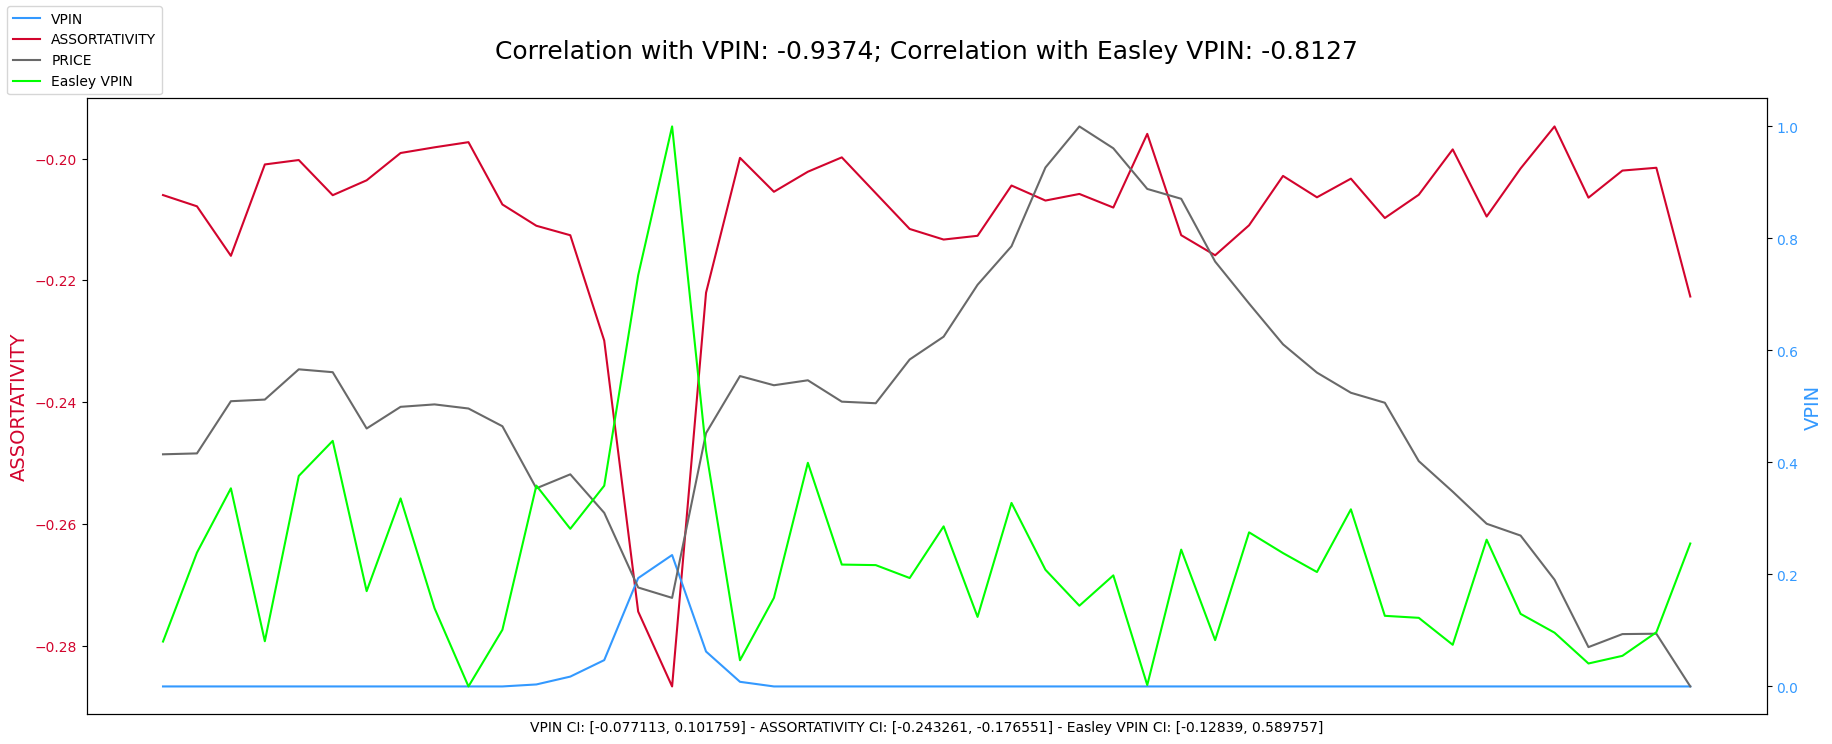 VPIN
ASSORTATIVITY
PRICE
Easley VPIN
Correlation with VPIN: -0.9374; Correlation with Easley VPIN: -0.8127
ASSORTATIVITY
−0.20
−0.22
−0.24
−0.26
−0.28
1.0
0.8
0.6
0.4
0.2
0.0
VPIN
VPIN CI: [-0.077113, 0.101759] - ASSORTATIVITY CI: [-0.243261, -0.176551] - Easley VPIN CI: [-0.12839, 0.589757]